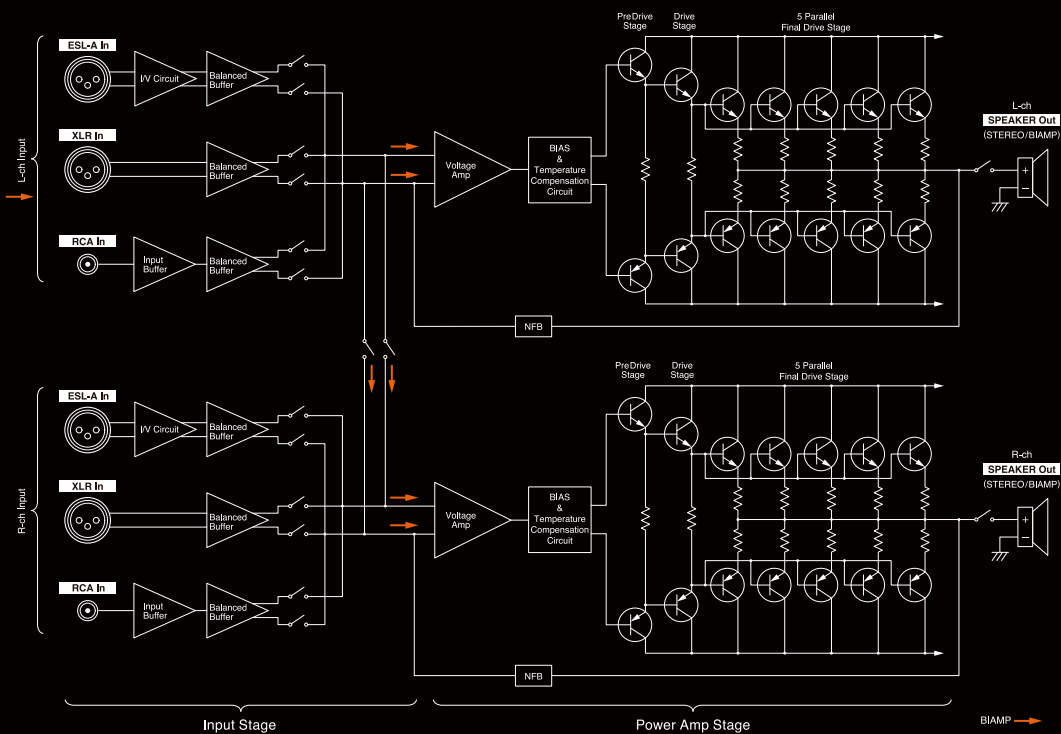 L-ch Input
ESL-A In
I/V Circuit
Balanced
Buffer
XLR In
Balanced
Buffer
RCA In
Input
Buffer
Balanced
Buffer
Voltage
Amp
BIAS
&
Temperature
Compensation
Circuit
PreDrive
Stage
Drive
Stage
5 Parallel
Final Drive Stage
L-ch
SPEAKER Out
(STEREO/BIAMP)
+
−
NFB
R-ch Input
ESL-A In
I/V Circuit
Balanced
Buffer
XLR In
Balanced
Buffer
RCA In
Input
Buffer
Balanced
Buffer
Voltage
Amp
BIAS
&
Temperature
Compensation
Circuit
PreDrive
Stage
Drive
Stage
5 Parallel
Final Drive Stage
R-ch
SPEAKER Out
(STEREO/BIAMP)
+
−
NFB
Input Stage
Power Amp Stage
BIAMP